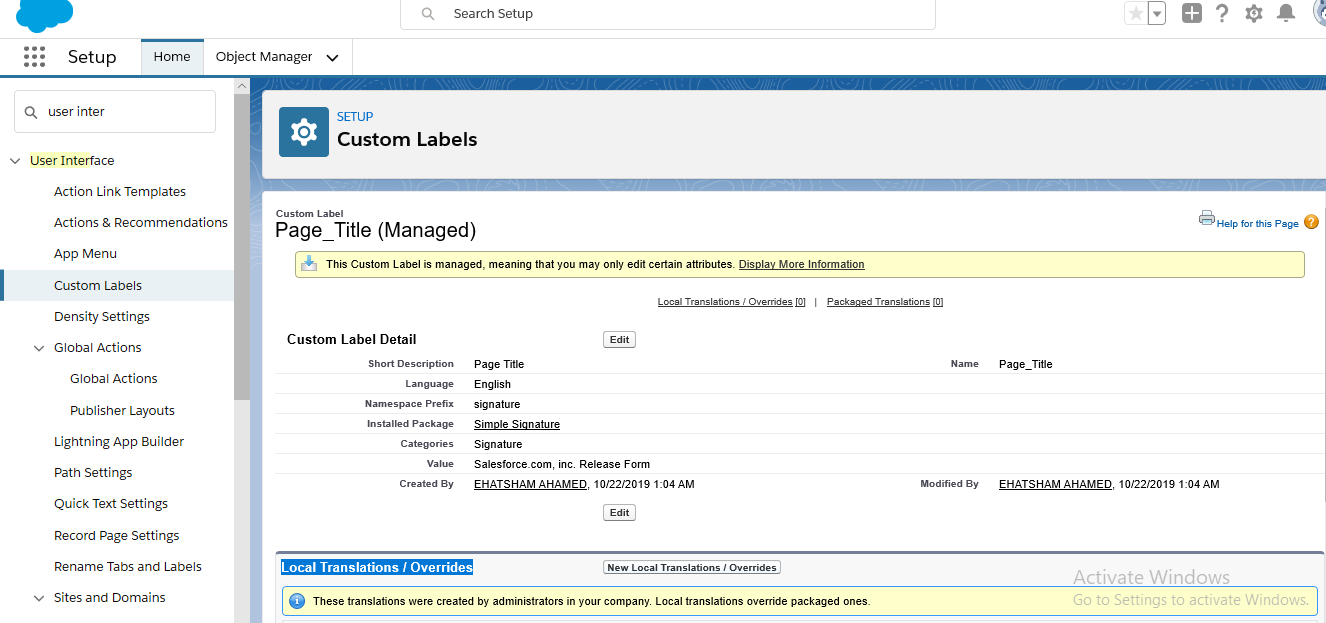 Search Setup
Setup
Home
Object Manager
user inter
User Interface
Action Link Templates
Actions & Recommendations
App Menu
Custom Labels
Density Settings
Global Actions
Global Actions
Publisher Layouts
Lightning App Builder
Path Settings
Quick Text Settings
Record Page Settings
Rename Tabs and Labels
Sites and Domains
SETUP
Custom Labels
Custom Label
Page_Title (Managed)
Help for this Page ?
This Custom Label is managed, meaning that you may only edit certain attributes. Display More Information
Local Translations / Overrides [0] | Packaged Translations [0]
Custom Label Detail Edit
Short Description Page Title Name Page_Title
Language English
Namespace Prefix signature
Installed Package Simple Signature
Categories Signature
Value Salesforce.com, inc. Release Form
Created By EHATSHAM AHAMED, 10/22/2019 1:04 AM Modified By EHATSHAM AHAMED, 10/22/2019 1:04 AM
Edit
Local Translations / Overrides New Local Translations / Overrides
These translations were created by administrators in your company. Local translations override packaged ones.
Activate Windows
Go to Settings to activate Windows.